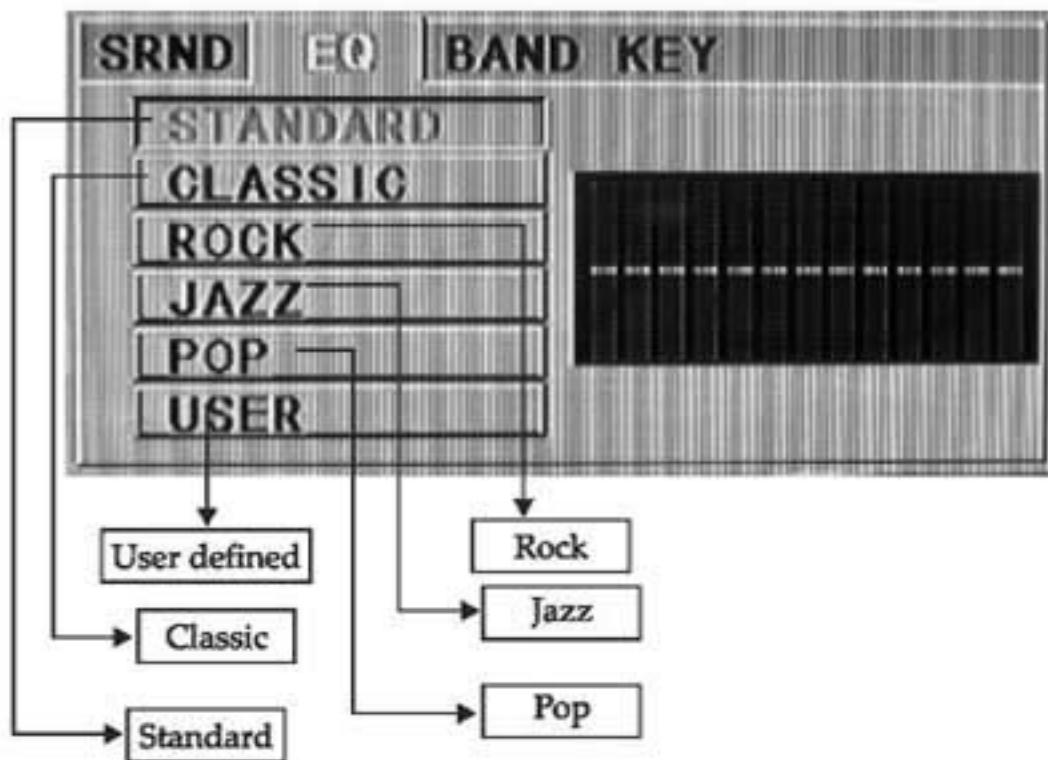 SRND EQ BAND KEY
STANDARD
CLASSIC
ROCK
JAZZ
POP
USER
User defined
Rock
Jazz
Classic
Pop
Standard